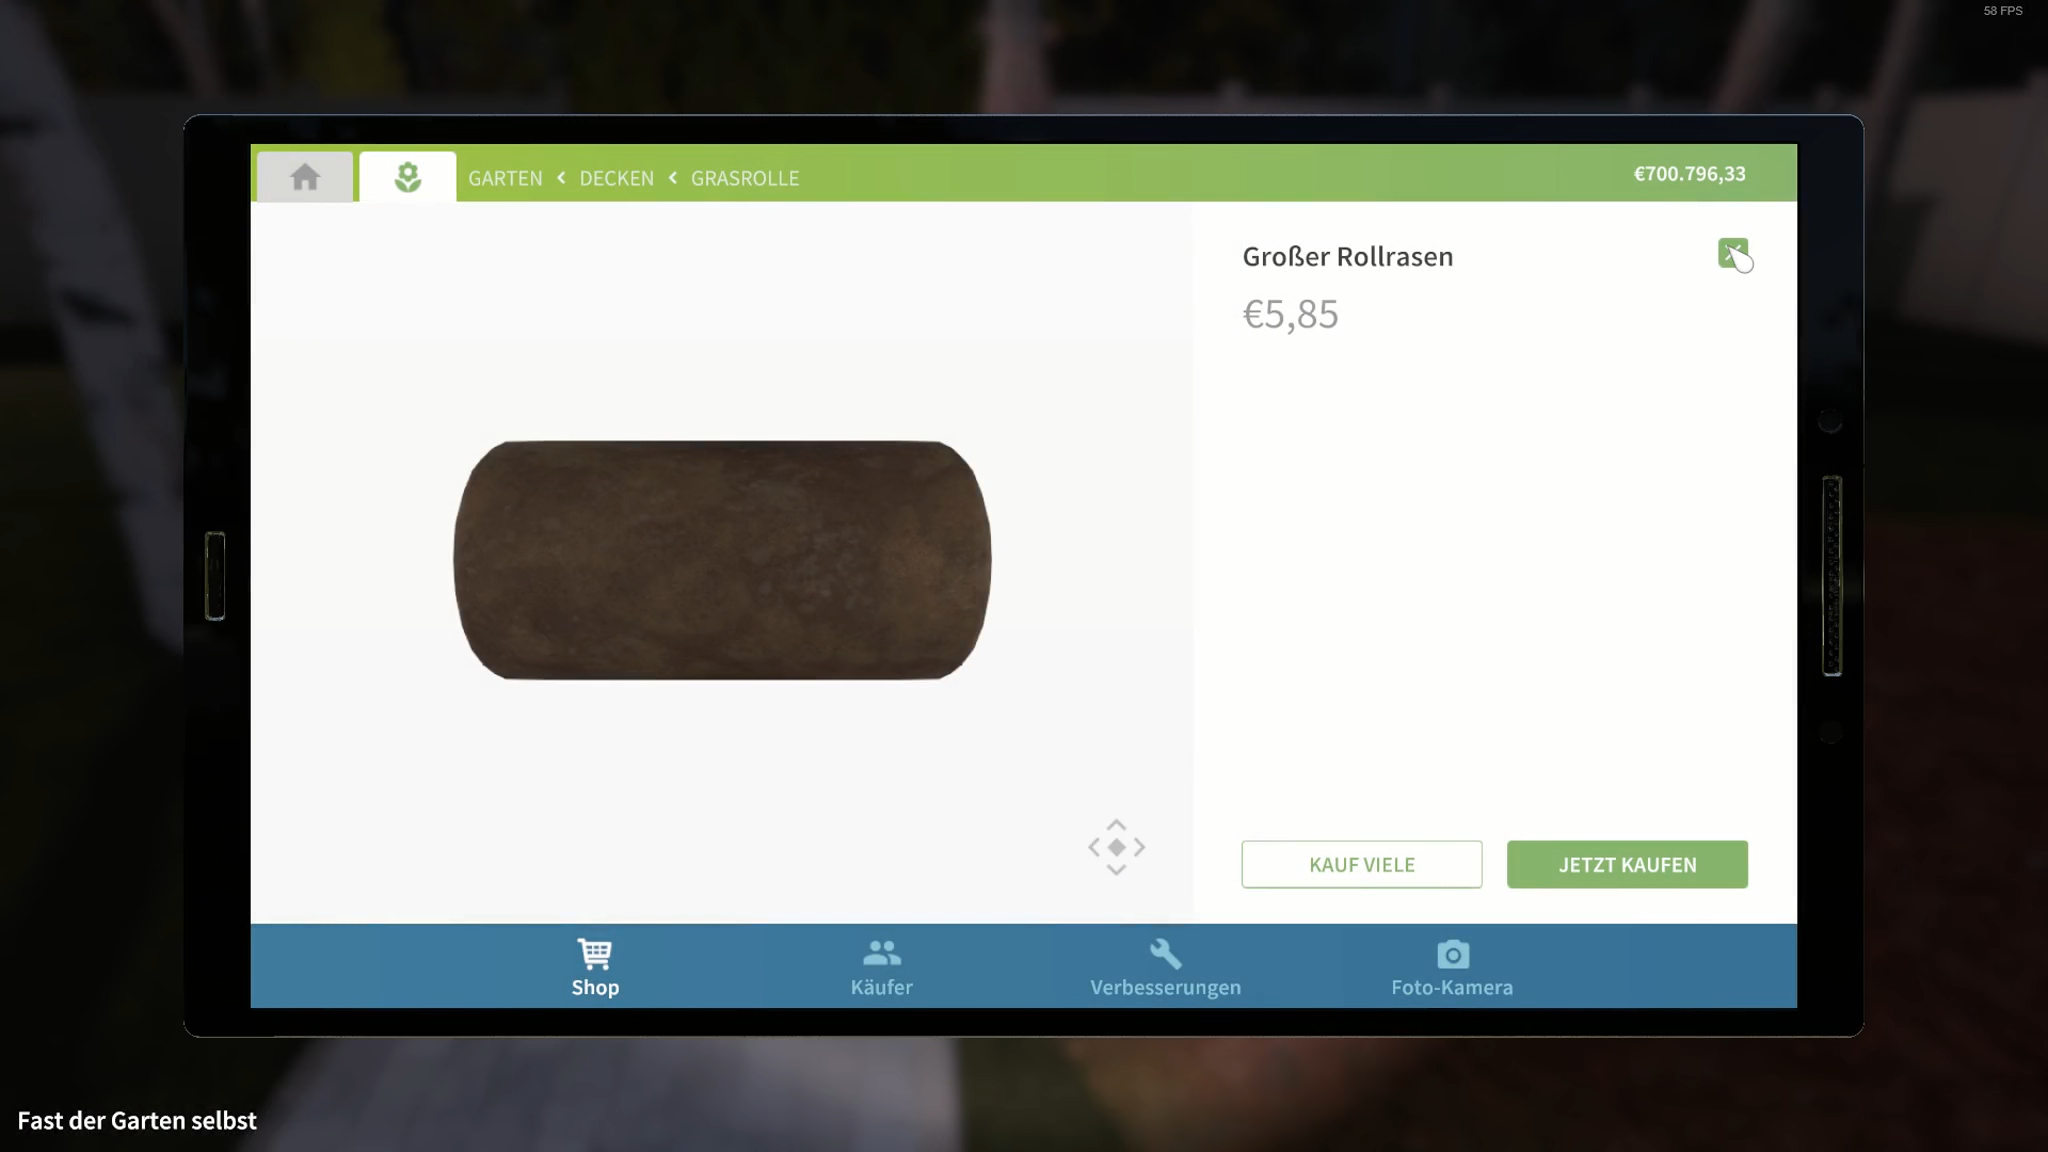 58 FPS
GARTEN < DECKEN < GRASROLLE
€700.796,33
Großer Rollrasen
€5,85
KAUF VIELE
JETZT KAUFEN
Shop
Käufer
Verbesserungen
Foto-Kamera
Fast der Garten selbst